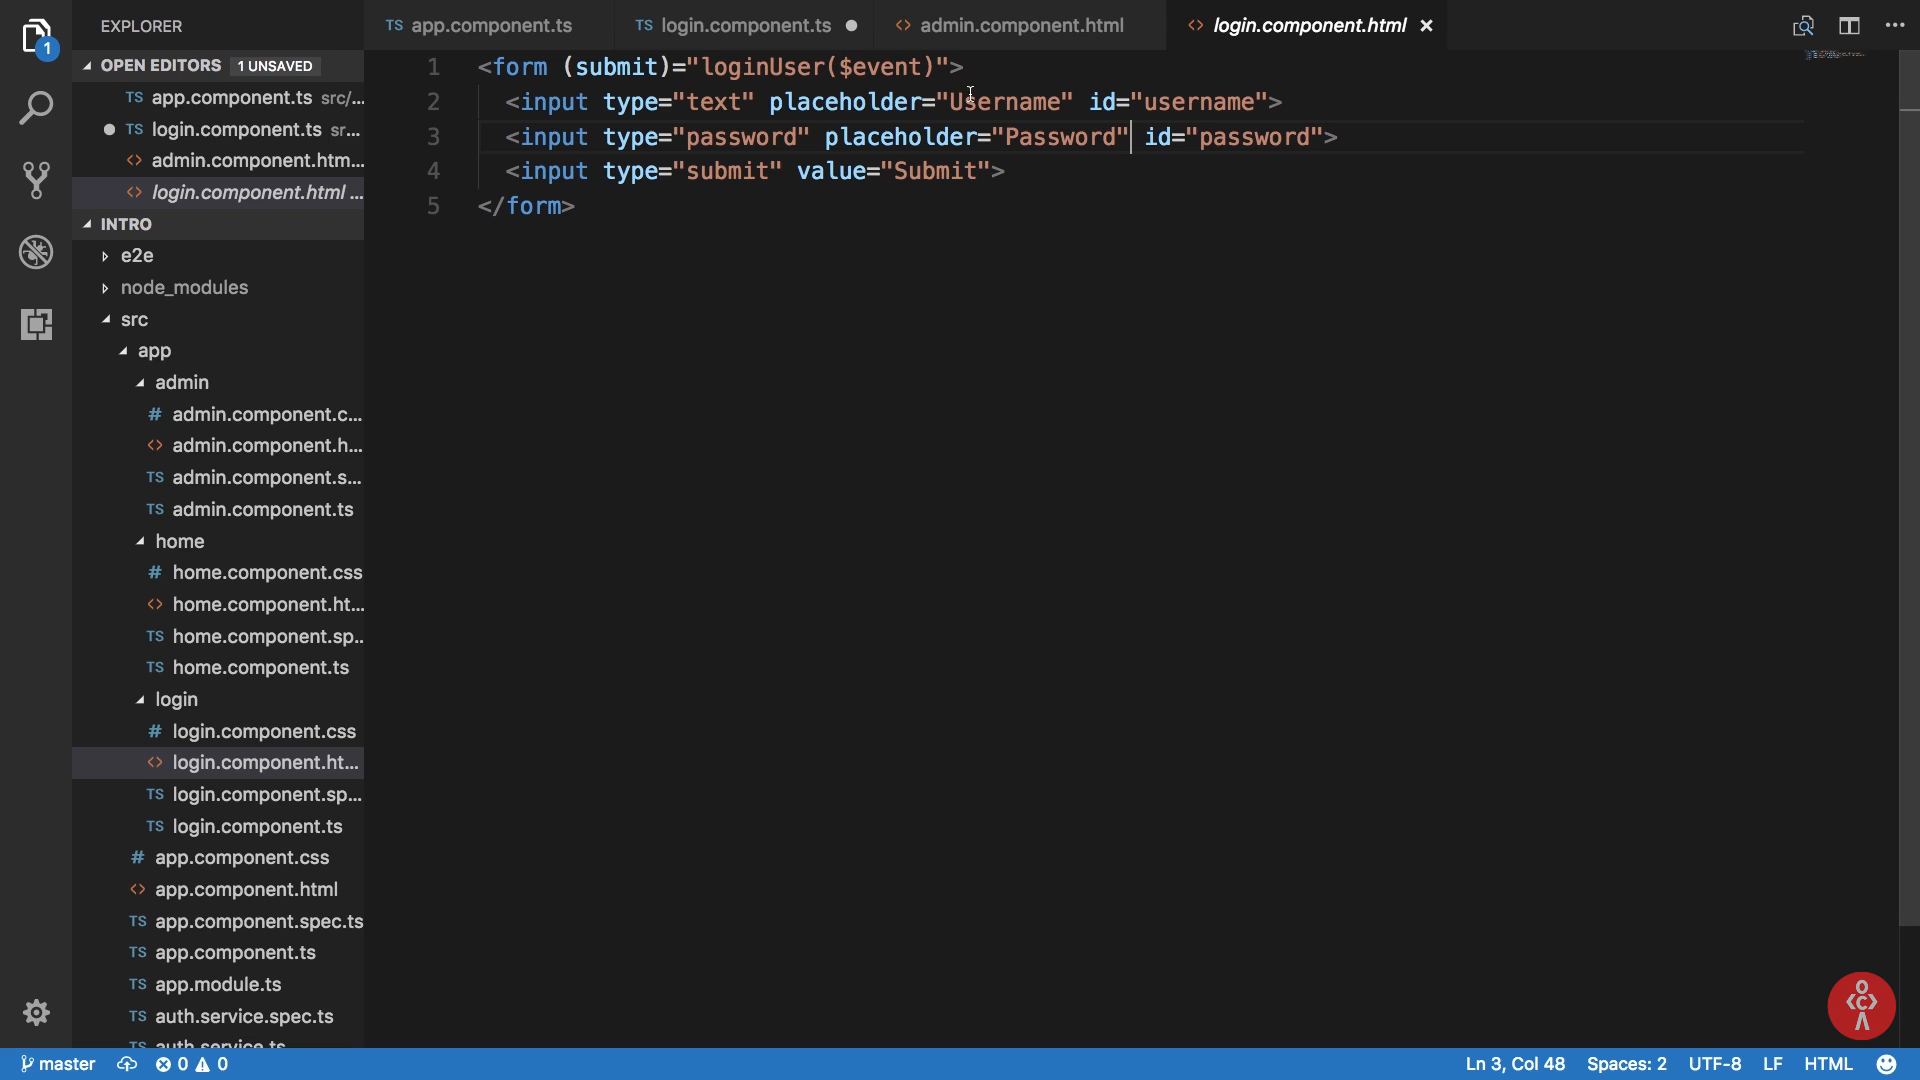 EXPLORER
OPEN EDITORS 1 UNSAVED
TS app.component.ts src/...
TS login.component.ts sr...
<> admin.component.htm...
<> login.component.html ...
INTRO
e2e
node_modules
src
app
admin
# admin.component.c...
<> admin.component.h...
TS admin.component.s...
TS admin.component.ts
home
# home.component.css
<> home.component.ht...
TS home.component.sp...
TS home.component.ts
login
# login.component.css
<> login.component.ht...
TS login.component.sp...
TS login.component.ts
# app.component.css
<> app.component.html
TS app.component.spec.ts
TS app.component.ts
TS app.module.ts
TS auth.service.spec.ts
TS auth.service.ts
1
TS app.component.ts
TS login.component.ts
<> admin.component.html
<> login.component.html
1 <form (submit)="loginUser($event)">
2 <input type="text" placeholder="Username" id="username">
3 <input type="password" placeholder="Password" id="password">
4 <input type="submit" value="Submit">
5 </form>
master 0 0 Ln 3, Col 48 Spaces: 2 UTF-8 LF HTML